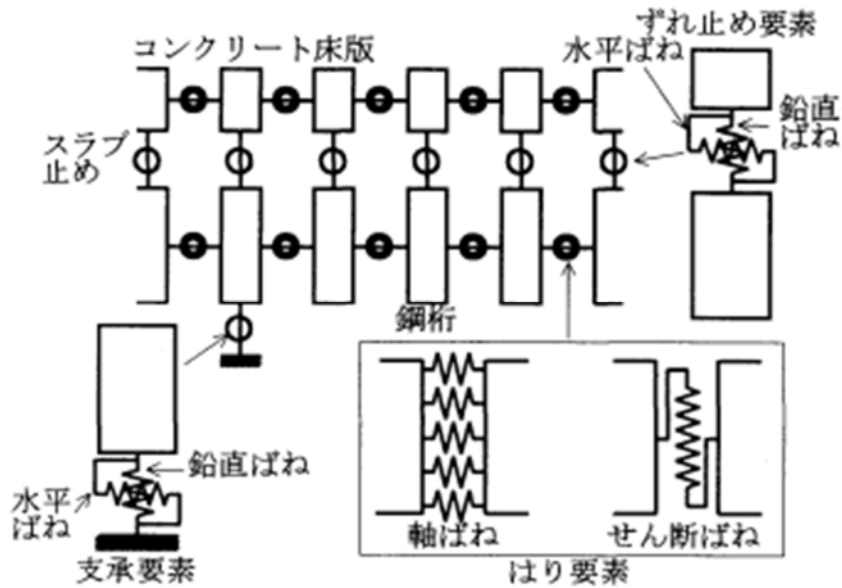 ずれ止め要素
コンクリート床版
水平ばね
鉛直
ばね
スラブ
止め
鋼桁
鉛直ばね
水平
ばね
支承要素
軸ばね
せん断ばね
はり要素